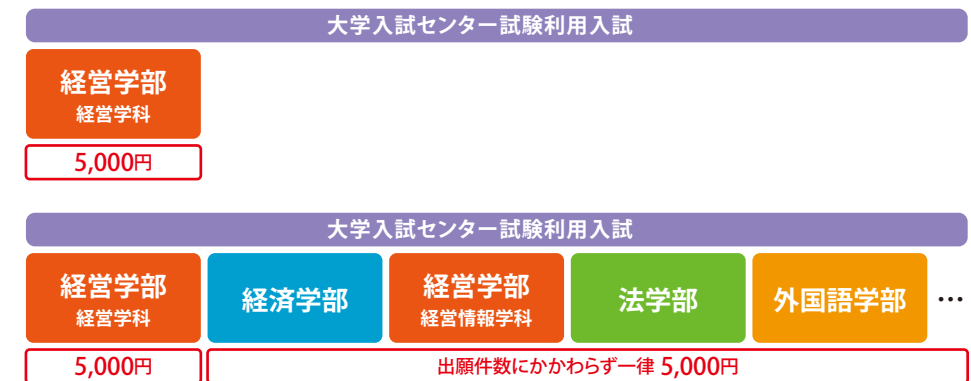 大学入試センター試験利用入試
経営学部
経営学科
5,000円
大学入試センター試験利用入試
経営学部
経営学科
経済学部
経営学部
経営情報学科
法学部
外国語学部
…
5,000円
出願件数にかかわらず一律 5,000円